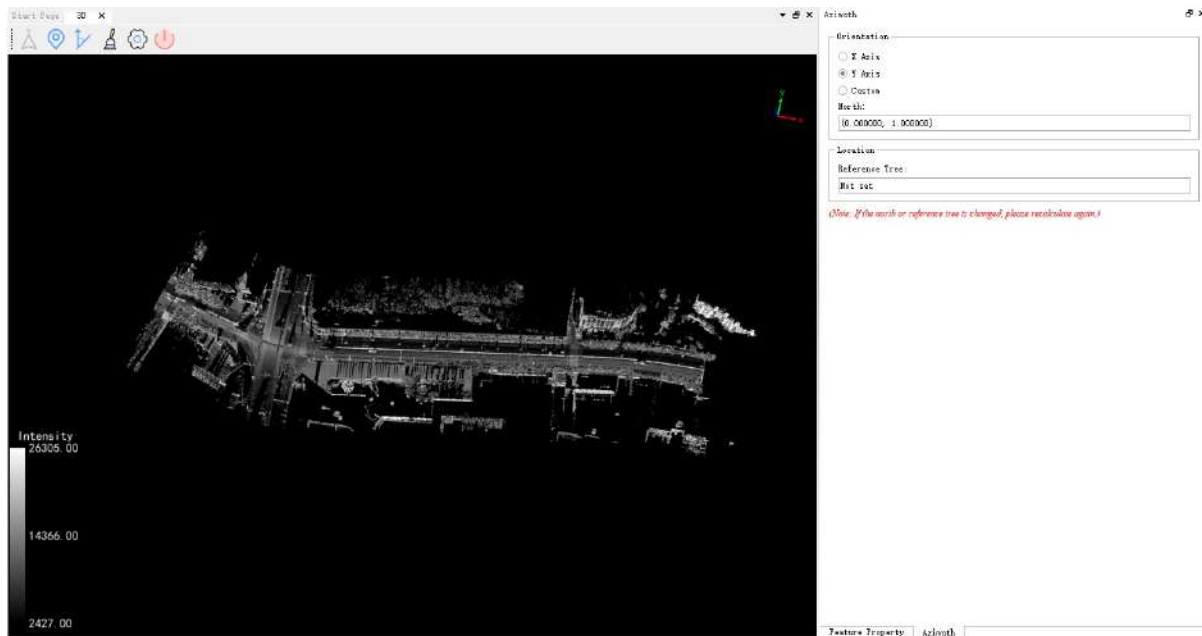 Start Page 3D
Azimuth
Orientation
X Axis
Y Axis
Custom
North:
(0.000000, 1.000000)
Location
Reference Tree:
Not set
(Note: If the north or reference tree is changed, please recalculate again.)
Intensity
26305.00
14366.00
2427.00
Feature Property Azimuth